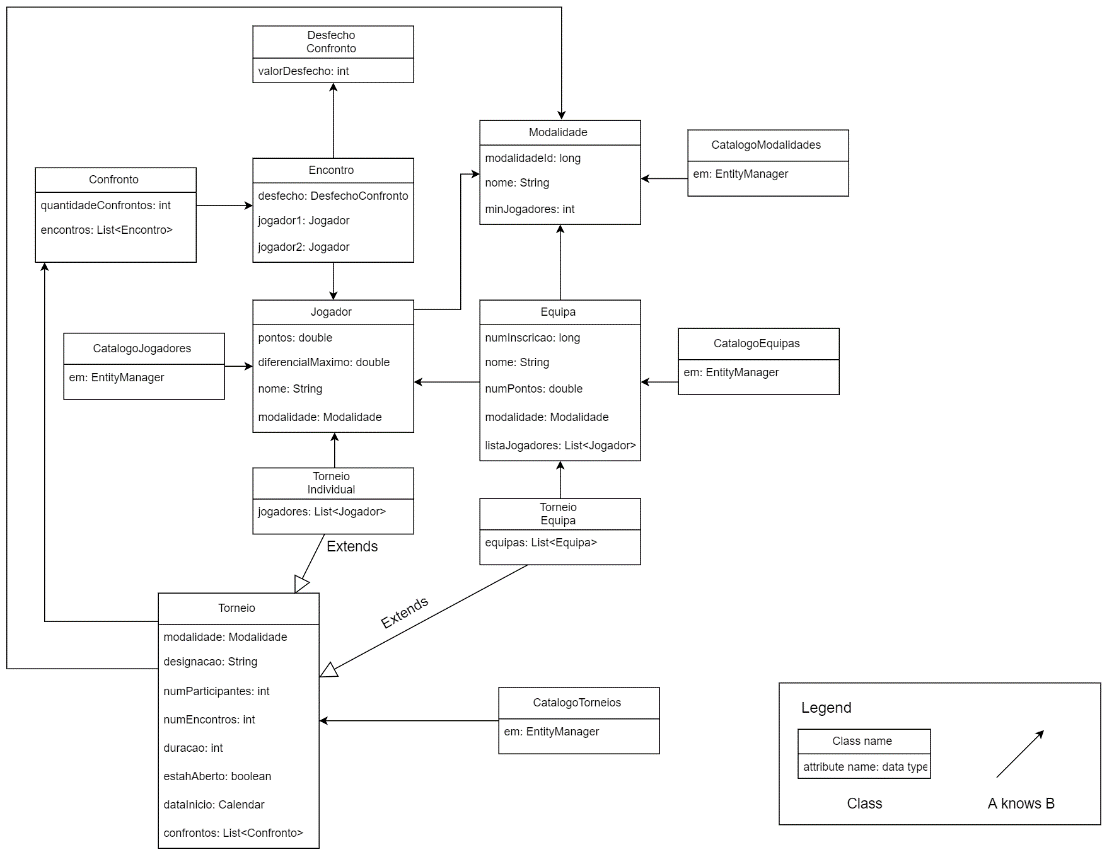 Desfecho
Confronto
valorDesfecho: int
Modalidade
modalidadeId: long
nome: String
minJogadores: int
CatalogoModalidades
em: EntityManager
Confronto
quantidadeConfrontos: int
encontros: List<Encontro>
Encontro
desfecho: DesfechoConfronto
jogador1: Jogador
jogador2: Jogador
Jogador
pontos: double
diferencialMaximo: double
nome: String
modalidade: Modalidade
Equipa
numInscricao: long
nome: String
numPontos: double
modalidade: Modalidade
listaJogadores: List<Jogador>
CatalogoJogadores
em: EntityManager
CatalogoEquipas
em: EntityManager
Torneio
Individual
jogadores: List<Jogador>
Torneio
Equipa
equipas: List<Equipa>
Extends
Extends
Torneio
modalidade: Modalidade
designacao: String
numParticipantes: int
numEncontros: int
duracao: int
estahAberto: boolean
dataInicio: Calendar
confrontos: List<Confronto>
CatalogoTorneios
em: EntityManager
Legend
Class name
attribute name: data type
Class
A knows B